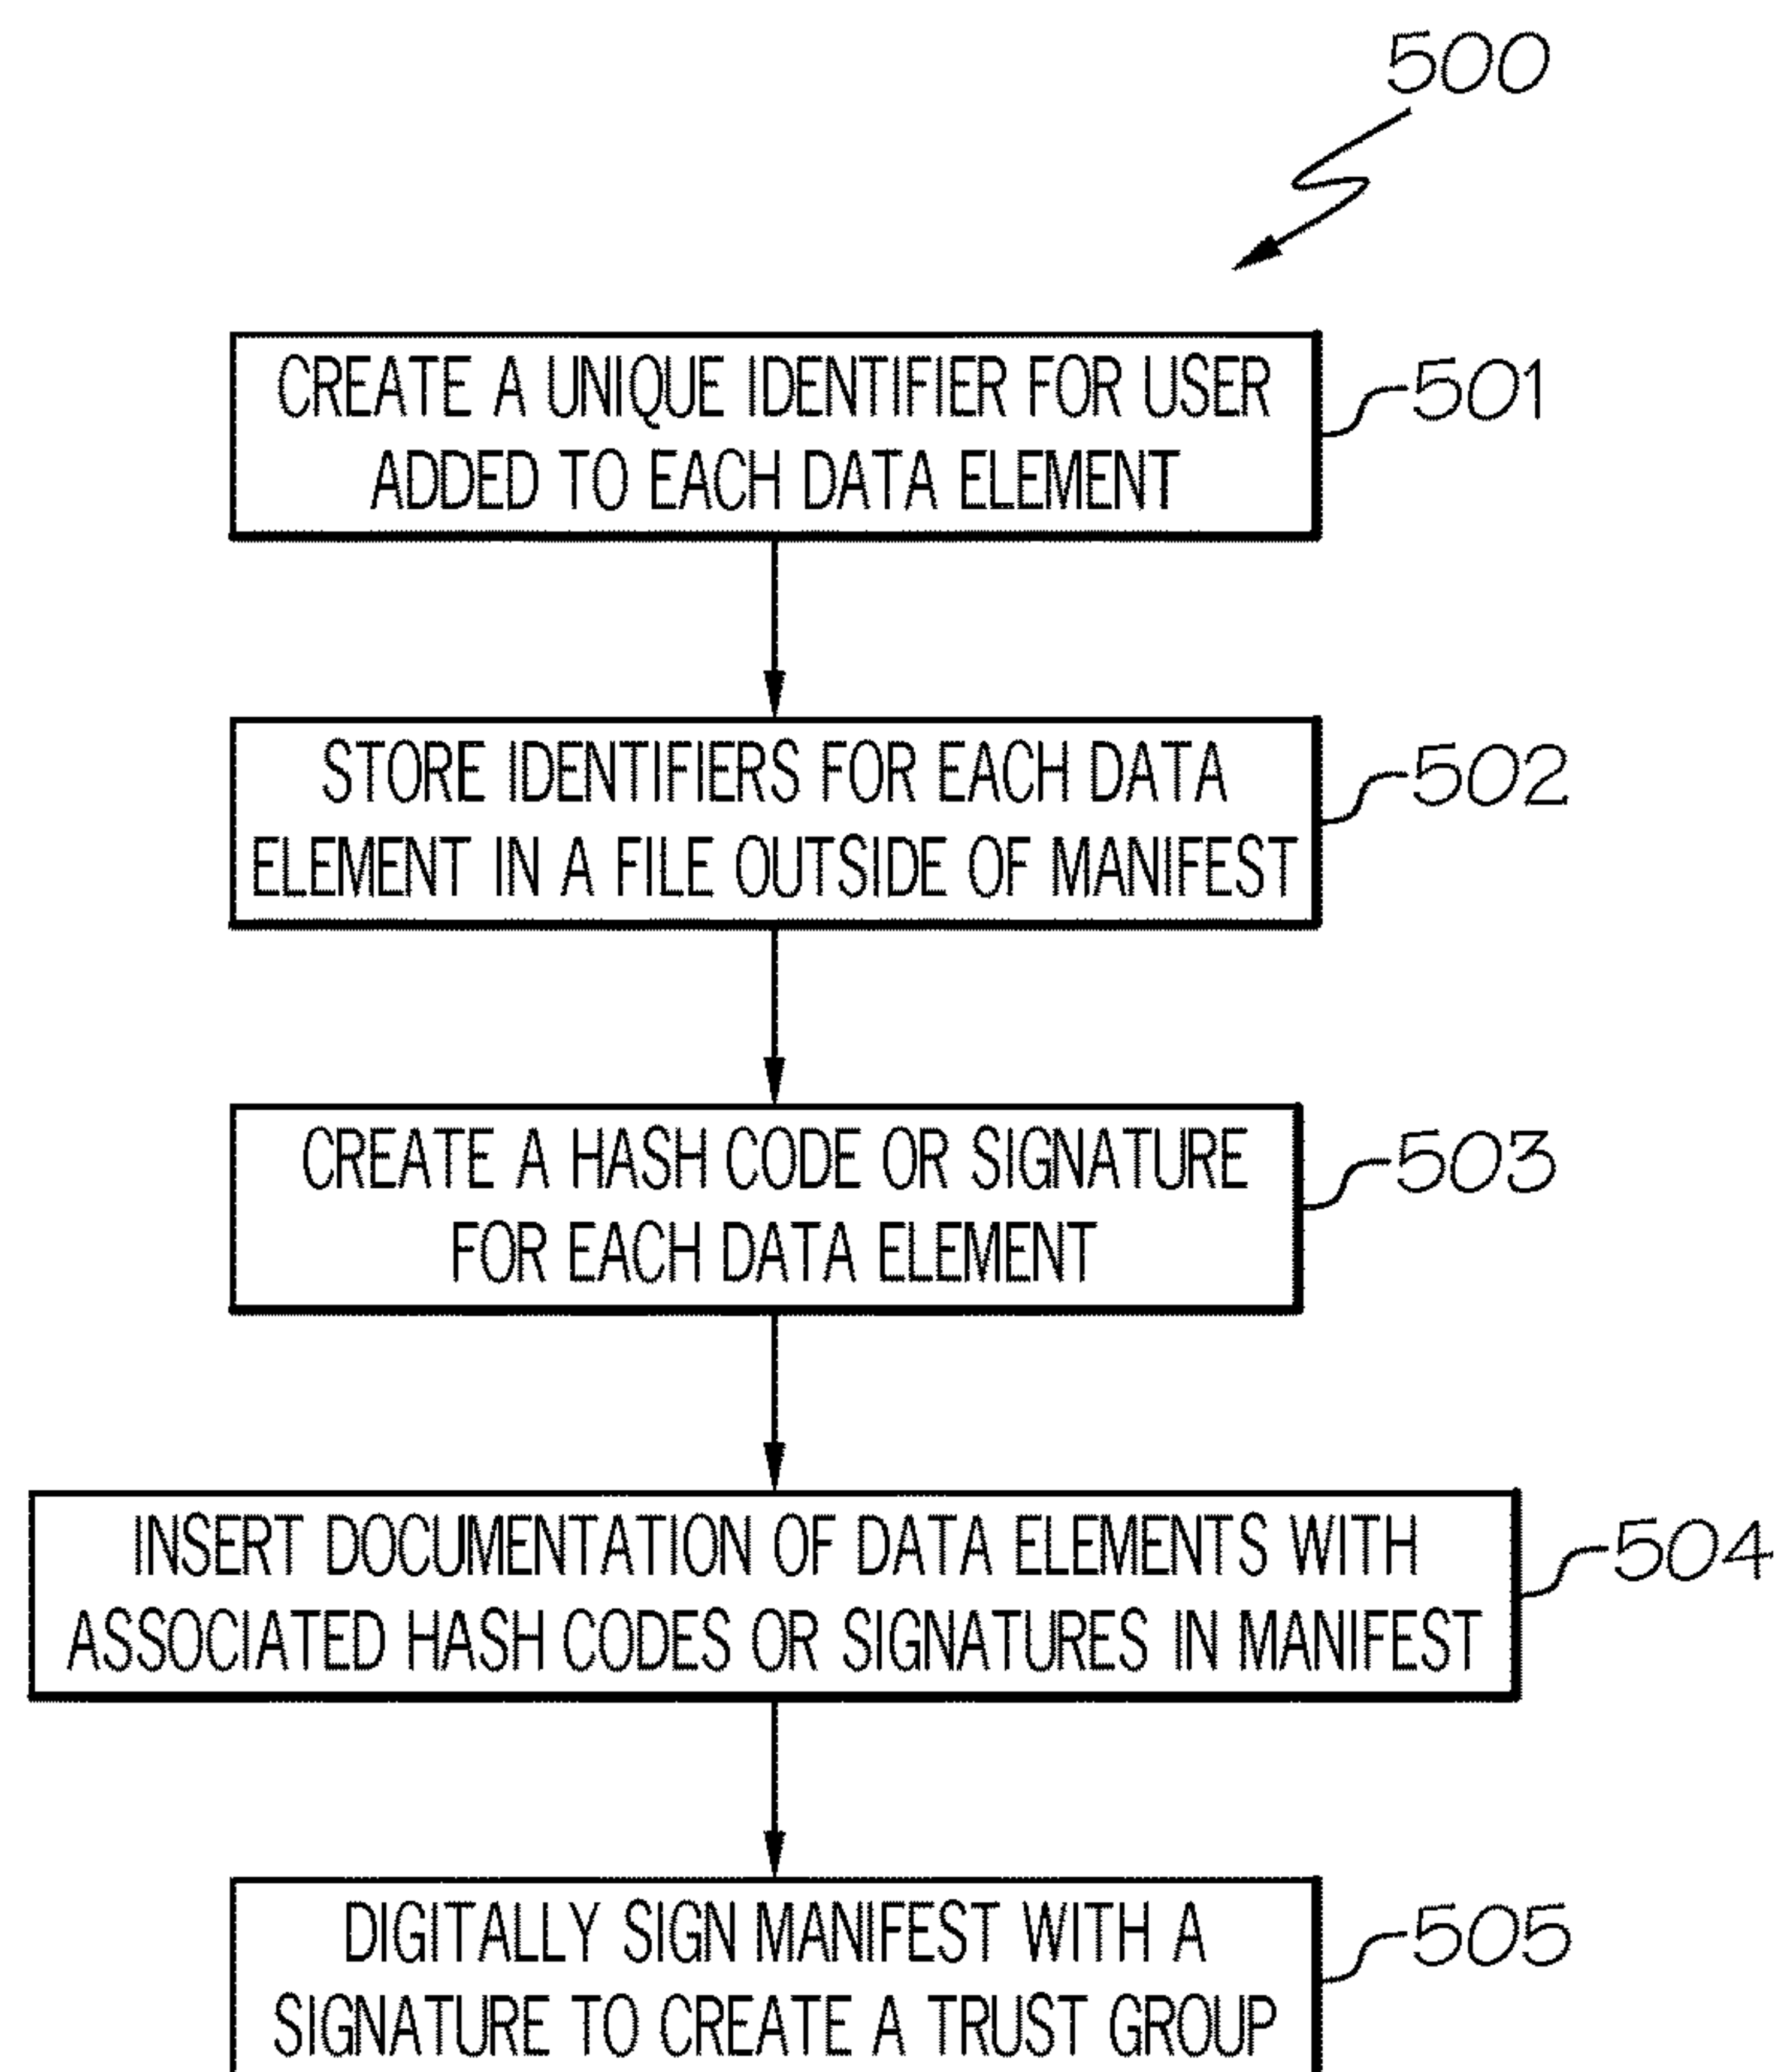 500
CREATE A UNIQUE IDENTIFIER FOR USER
ADDED TO EACH DATA ELEMENT
501
STORE IDENTIFIERS FOR EACH DATA
ELEMENT IN A FILE OUTSIDE OF MANIFEST
502
CREATE A HASH CODE OR SIGNATURE
FOR EACH DATA ELEMENT
503
INSERT DOCUMENTATION OF DATA ELEMENTS WITH
ASSOCIATED HASH CODES OR SIGNATURES IN MANIFEST
504
DIGITALLY SIGN MANIFEST WITH A
SIGNATURE TO CREATE A TRUST GROUP
505